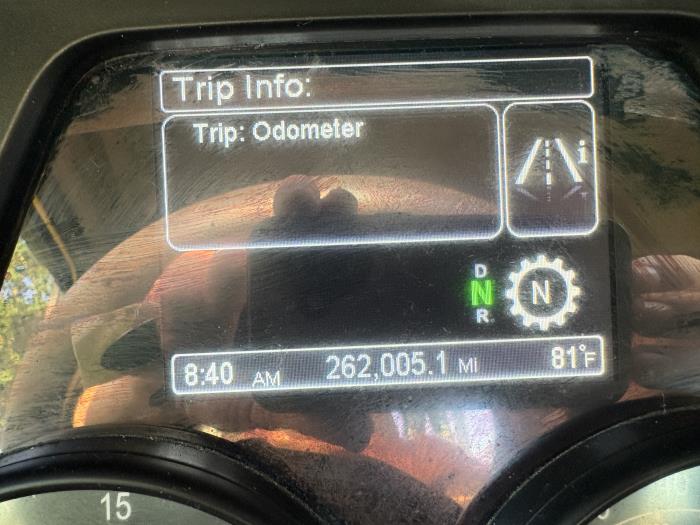 Trip Info:
Trip: Odometer
i
D
N N
R
8:40 AM 262,005.1 MI 81°F
15